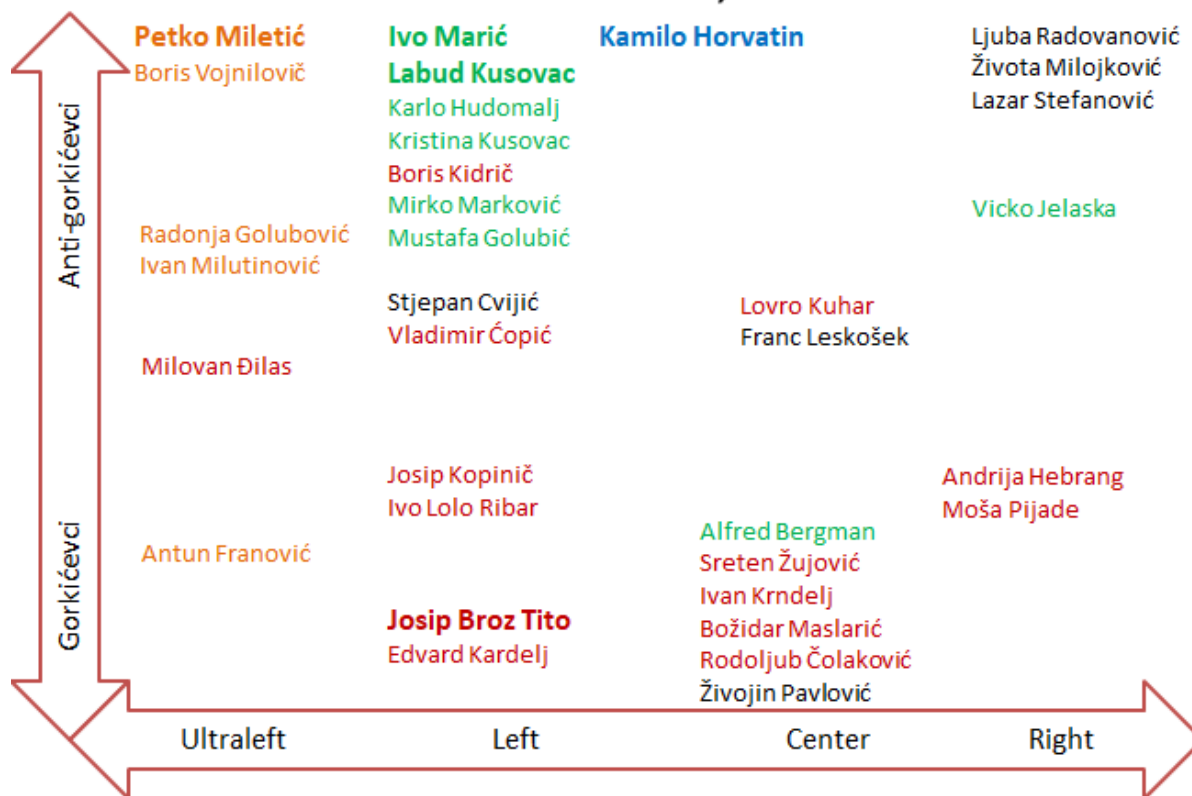 Petko Miletić
Boris Vojnilovič
Radonja Golubović
Ivan Milutinović
Milovan Đilas
Antun Franović
Ivo Marić
Labud Kusovac
Karlo Hudomalj
Kristina Kusovac
Boris Kidrič
Mirko Marković
Mustafa Golubić
Stjepan Cvijić
Vladimir Ćopić
Josip Kopinič
Ivo Lolo Ribar
Josip Broz Tito
Edvard Kardelj
Kamilo Horvatin
Lovro Kuhar
Franc Leskošek
Alfred Bergman
Sreten Žujović
Ivan Krndelj
Božidar Maslarić
Rodoljub Čolaković
Živojin Pavlović
Ljuba Radovanović
Života Milojković
Lazar Stefanović
Vicko Jelaska
Andrija Hebrang
Moša Pijade
Anti-gorkićevci
Gorkićevci
Ultraleft
Left
Center
Right